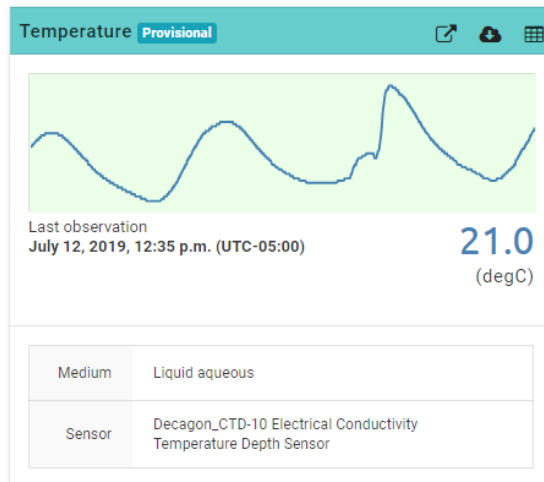 Temperature Provisional
Last observation
July 12, 2019, 12:35 p.m. (UTC-05:00)
21.0
(degC)
Medium Liquid aqueous
Sensor Decagon_CTD-10 Electrical Conductivity
Temperature Depth Sensor